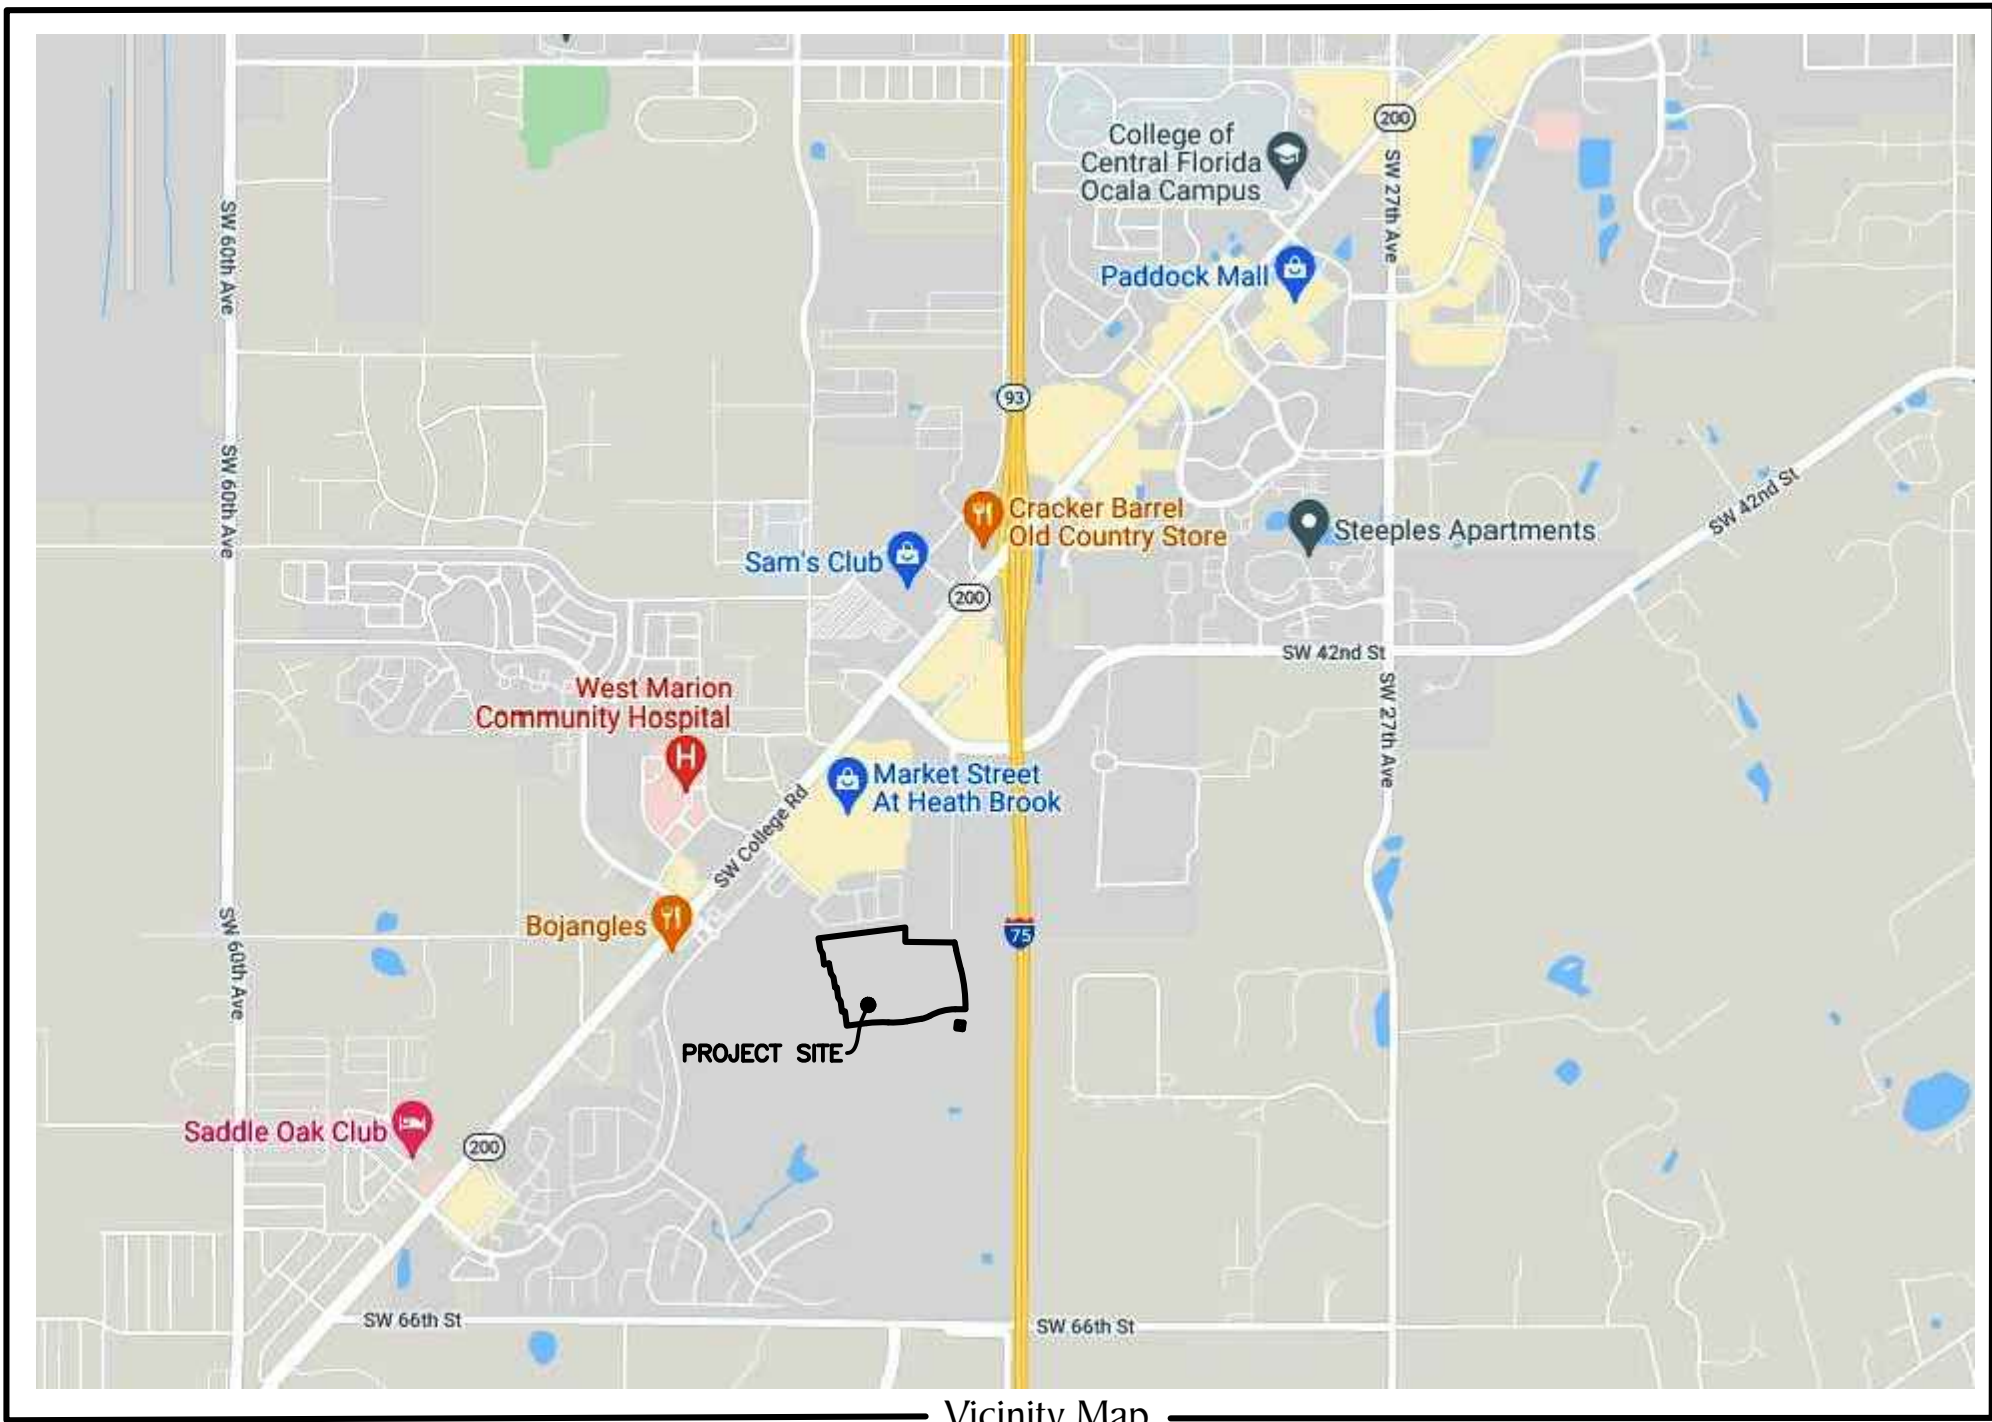 200
College of
Central Florida
Ocala Campus
SW 27th Ave
SW 60th Ave
Paddock Mall
93
SW 60th Ave
Cracker Barrel
Old Country Store
Steeples Apartments
SW 42nd St
Sam's Club
200
SW 42nd St
West Marion
Community Hospital
SW 27th Ave
H
Market Street
At Heath Brook
SW College Rd
Bojangles
SW 60th Ave
75
PROJECT SITE
Saddle Oak Club
200
SW 66th St
SW 66th St
Vicinity Map